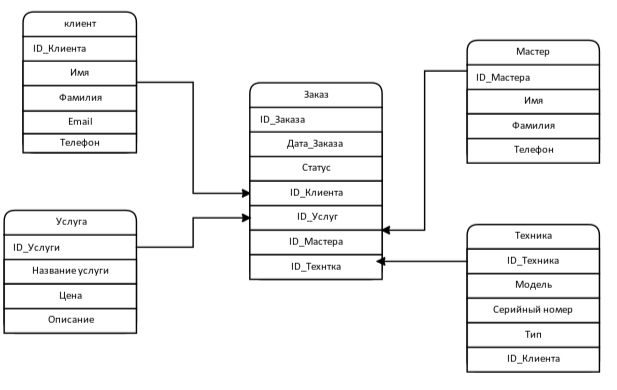 клиент
ID_Клиента
Имя
Фамилия
Email
Телефон
Услуга
ID_Услуги
Название услуги
Цена
Описание
Заказ
ID_Заказа
Дата_Заказа
Статус
ID_Клиента
ID_Услуг
ID_Мастера
ID_Технтка
Мастер
ID_Мастера
Имя
Фамилия
Телефон
Техника
ID_Техника
Модель
Серийный номер
Тип
ID_Клиента